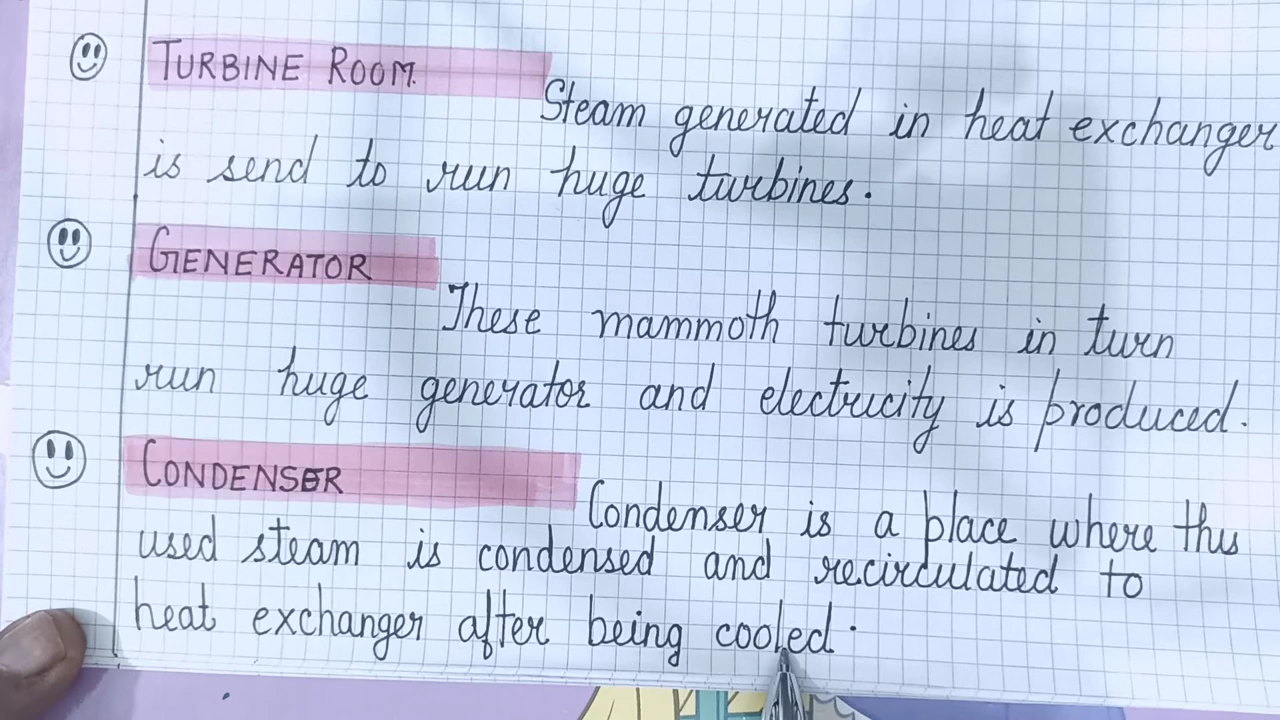 TURBINE ROOM.
Steam generated in heat exchanger
is send to run huge turbines.
GENERATOR
These mammoth turbines in turn
run huge generator and electricity is produced.
CONDENSER
Condenser is a place where this
used steam is condensed and recirculated to
heat exchanger after being cooled.